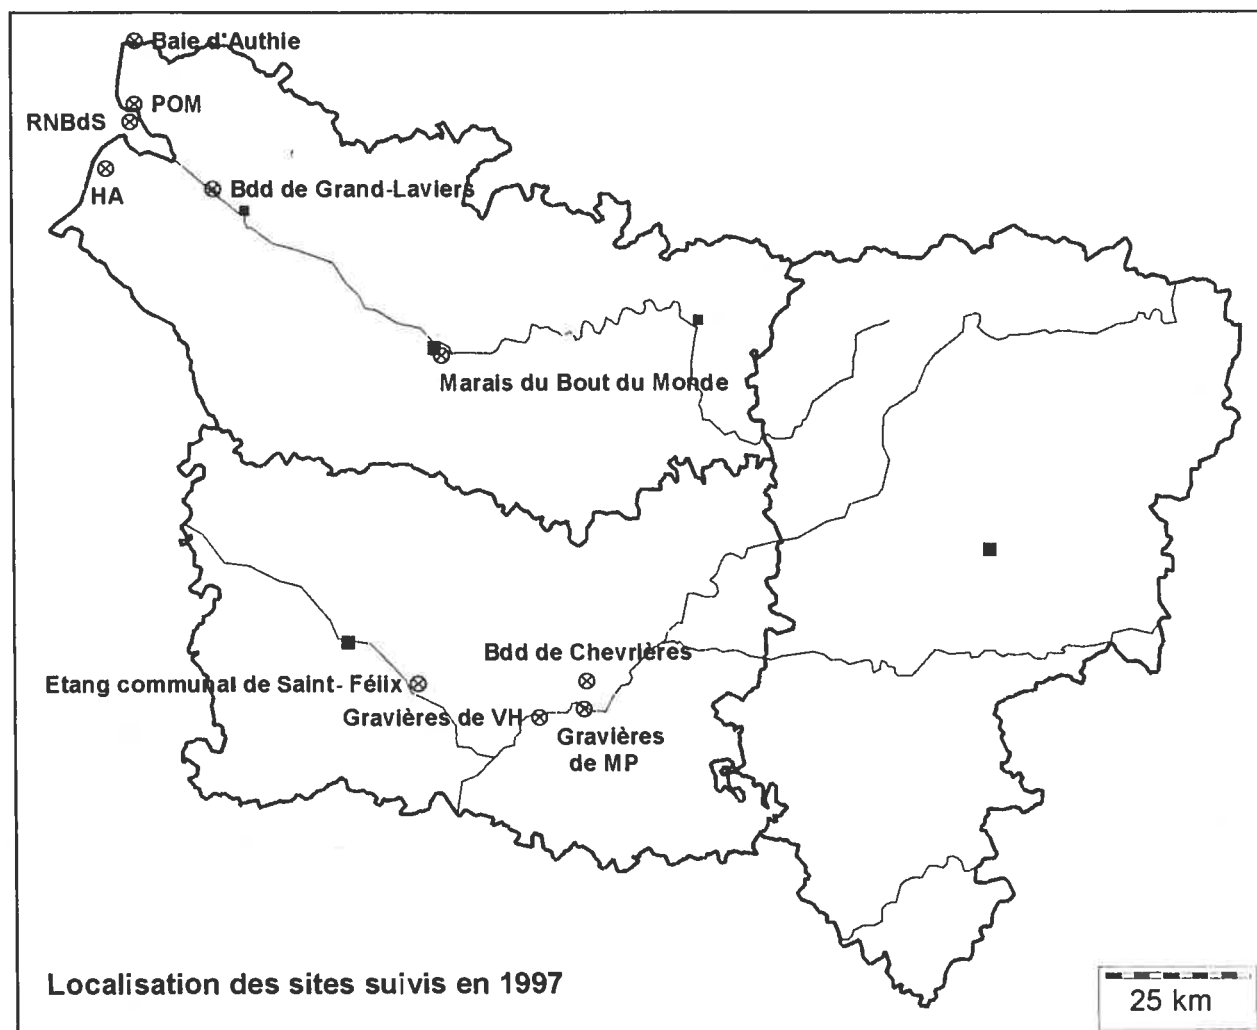 Baie d'Authie
POM
RNBdS
HA
Bdd de Grand-Laviers
Marais du Bout du Monde
Bdd de Chevrières
Etang communal de Saint- Félix
Gravières de VH
Gravières
de MP
Localisation des sites suivis en 1997
25 km